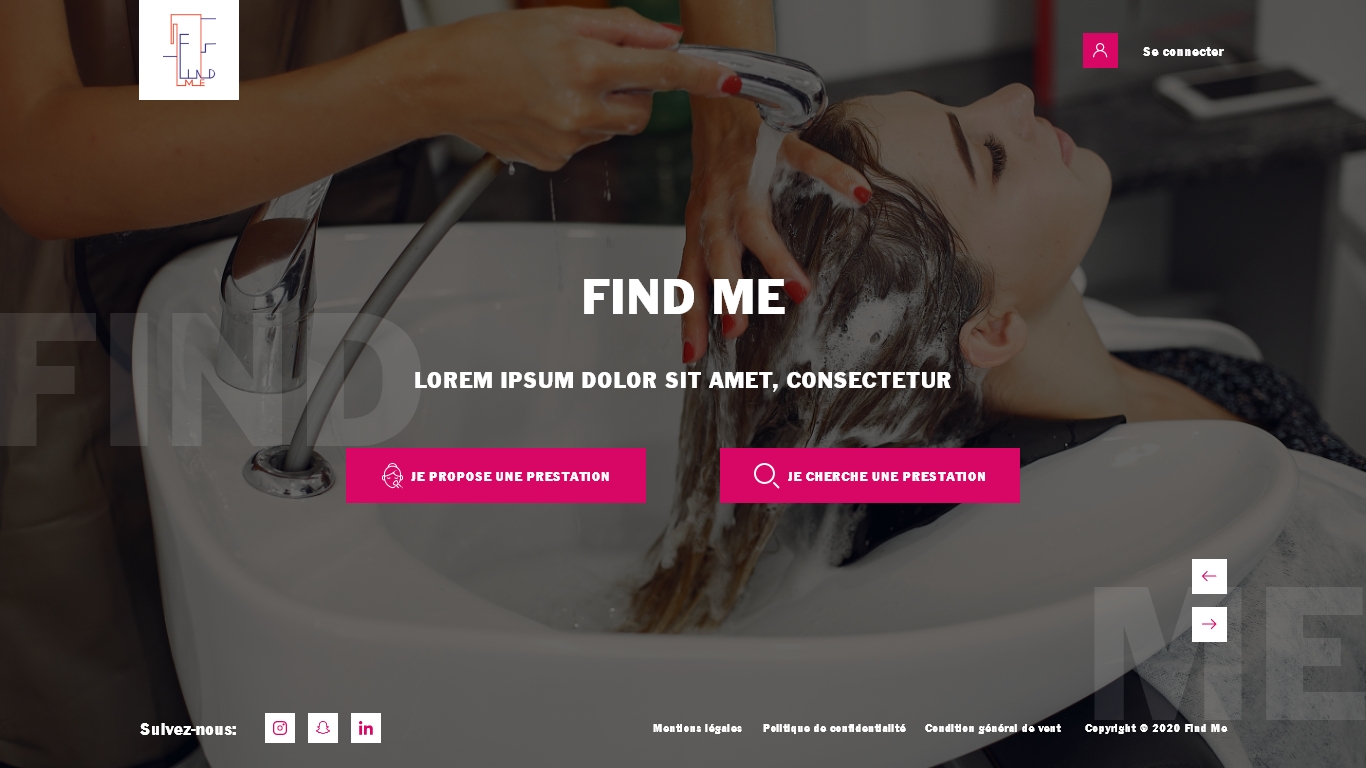 FIND
ME
Se connecter
FIND ME
FIND
LOREM IPSUM DOLOR SIT AMET, CONSECTETUR
JE PROPOSE UNE PRESTATION
JE CHERCHE UNE PRESTATION
ME
Suivez-nous:
Mentions légales
Politique de confidentialité
Condition général de vent
Copyright © 2020 Find Me